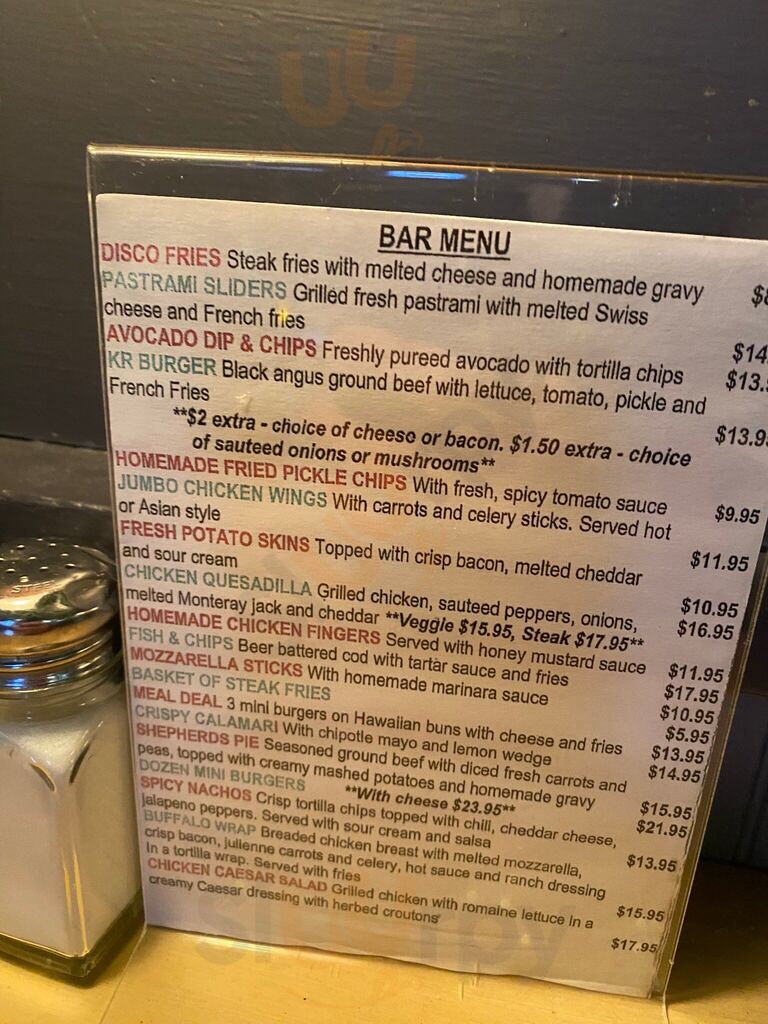 BAR MENU
DISCO FRIES Steak fries with melted cheese and homemade gravy $8
PASTRAMI SLIDERS Grilled fresh pastrami with melted Swiss
cheese and French fries $14
AVOCADO DIP & CHIPS Freshly pureed avocado with tortilla chips $13.
KR BURGER Black angus ground beef with lettuce, tomato, pickle and
French Fries $13.9
**$2 extra - choice of cheese or bacon. $1.50 extra - choice
of sauteed onions or mushrooms**
HOMEMADE FRIED PICKLE CHIPS With fresh, spicy tomato sauce $9.95
JUMBO CHICKEN WINGS With carrots and celery sticks. Served hot
or Asian style $11.95
FRESH POTATO SKINS Topped with crisp bacon, melted cheddar
and sour cream $10.95
CHICKEN QUESADILLA Grilled chicken, sauteed peppers, onions, $16.95
melted Monteray jack and cheddar **Veggie $15.95, Steak $17.95**
HOMEMADE CHICKEN FINGERS Served with honey mustard sauce $11.95
FISH & CHIPS Beer battered cod with tartar sauce and fries $17.95
MOZZARELLA STICKS With homemade marinara sauce $10.95
BASKET OF STEAK FRIES $5.95
MEAL DEAL 3 mini burgers on Hawaiian buns with cheese and fries $13.95
CRISPY CALAMARI With chipotle mayo and lemon wedge $14.95
SHEPHERDS PIE Seasoned ground beef with diced fresh carrots and
peas, topped with creamy mashed potatoes and homemade gravy $15.95
DOZEN MINI BURGERS **With cheese $23.95** $21.95
SPICY NACHOS Crisp tortilla chips topped with chili, cheddar cheese,
jalapeno peppers. Served with sour cream and salsa $13.95
BUFFALO WRAP Breaded chicken breast with melted mozzarella,
crisp bacon, julienne carrots and celery, hot sauce and ranch dressing
in a tortilla wrap. Served with fries $15.95
CHICKEN CAESAR SALAD Grilled chicken with romaine lettuce in a
creamy Caesar dressing with herbed croutons $17.95